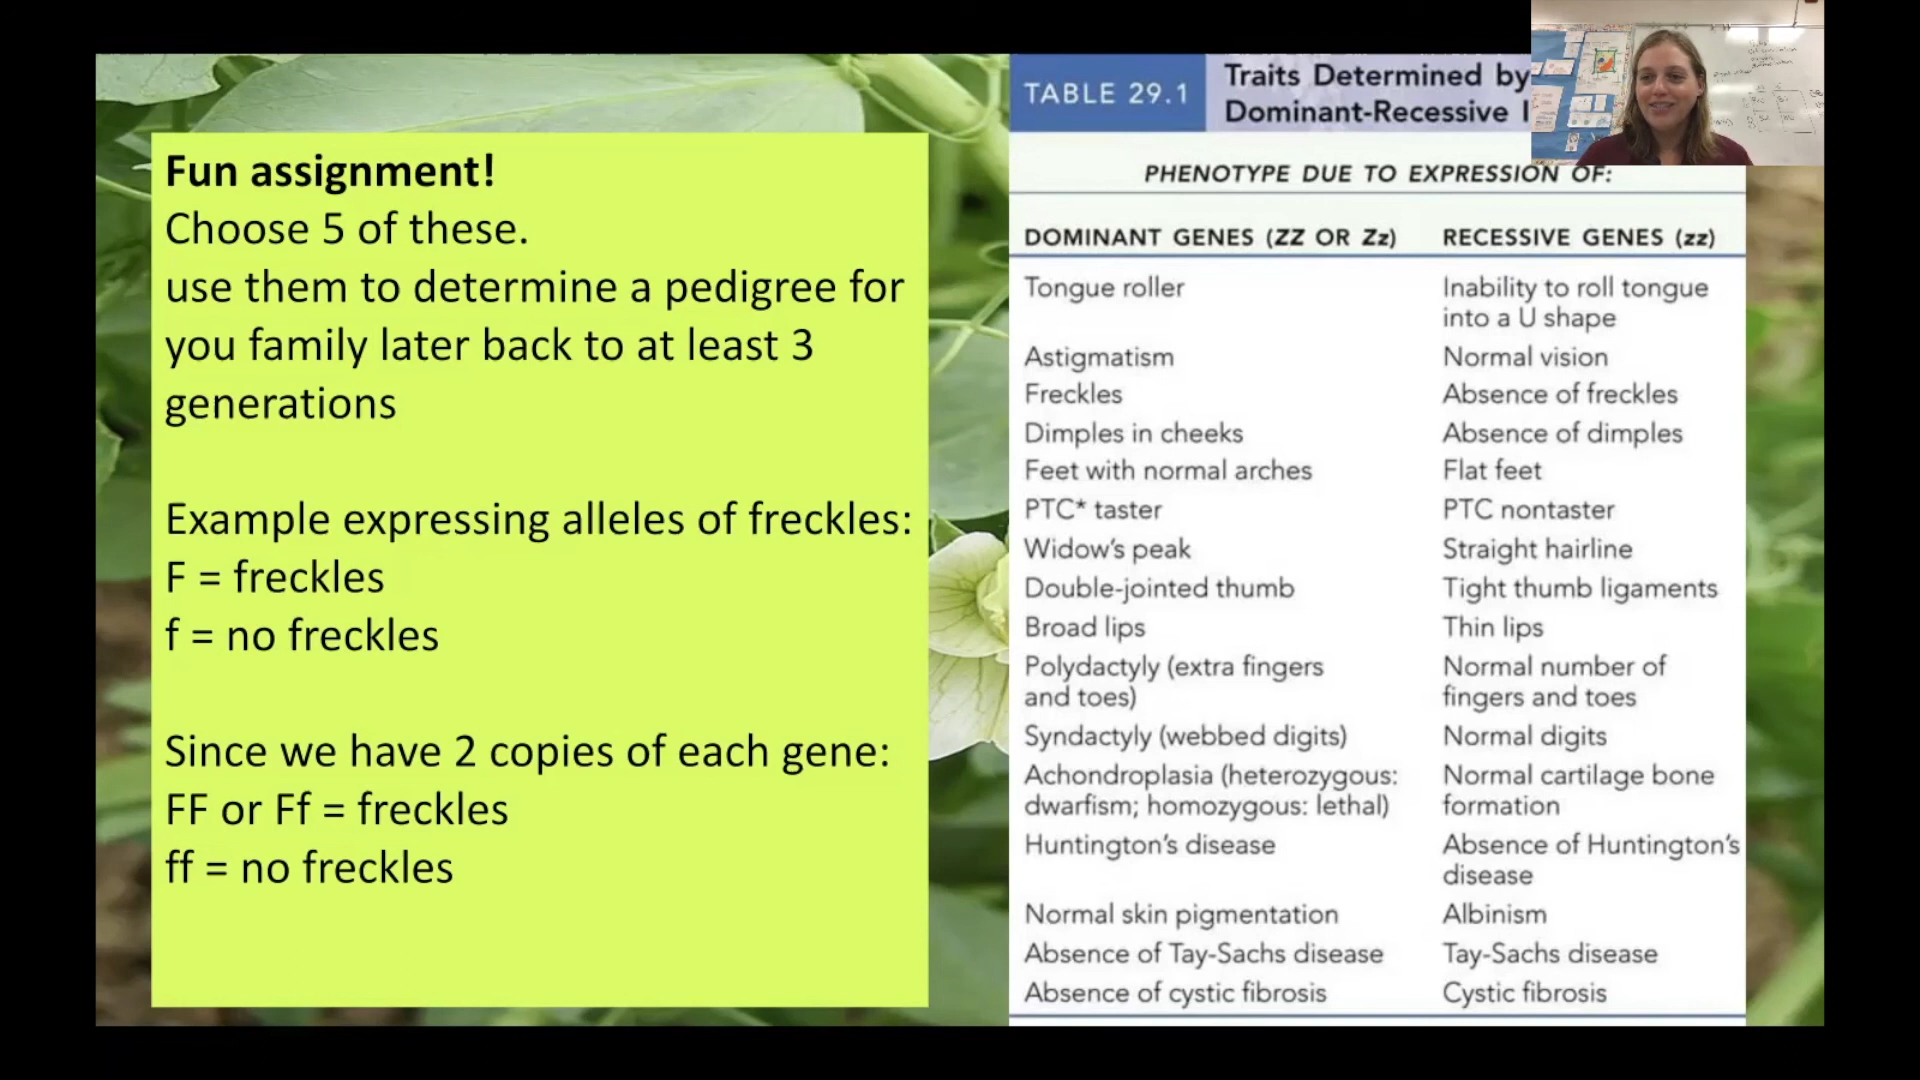 Fun assignment!
Choose 5 of these.
use them to determine a pedigree for
you family later back to at least 3
generations
Example expressing alleles of freckles:
F = freckles
f = no freckles
Since we have 2 copies of each gene:
FF or Ff = freckles
ff = no freckles
TABLE 29.1
Traits Determined by
Dominant-Recessive
PHENOTYPE DUE TO EXPRESSION OF:
DOMINANT GENES (ZZ OR Zz) RECESSIVE GENES (zz)
Tongue roller Inability to roll tongue
into a U shape
Astigmatism Normal vision
Freckles Absence of freckles
Dimples in cheeks Absence of dimples
Feet with normal arches Flat feet
PTC* taster PTC nontaster
Widow's peak Straight hairline
Double-jointed thumb Tight thumb ligaments
Broad lips Thin lips
Polydactyly (extra fingers Normal number of
and toes) fingers and toes
Syndactyly (webbed digits) Normal digits
Achondroplasia (heterozygous: Normal cartilage bone
dwarfism; homozygous: lethal) formation
Huntington's disease Absence of Huntington's
disease
Normal skin pigmentation Albinism
Absence of Tay-Sachs disease Tay-Sachs disease
Absence of cystic fibrosis Cystic fibrosis